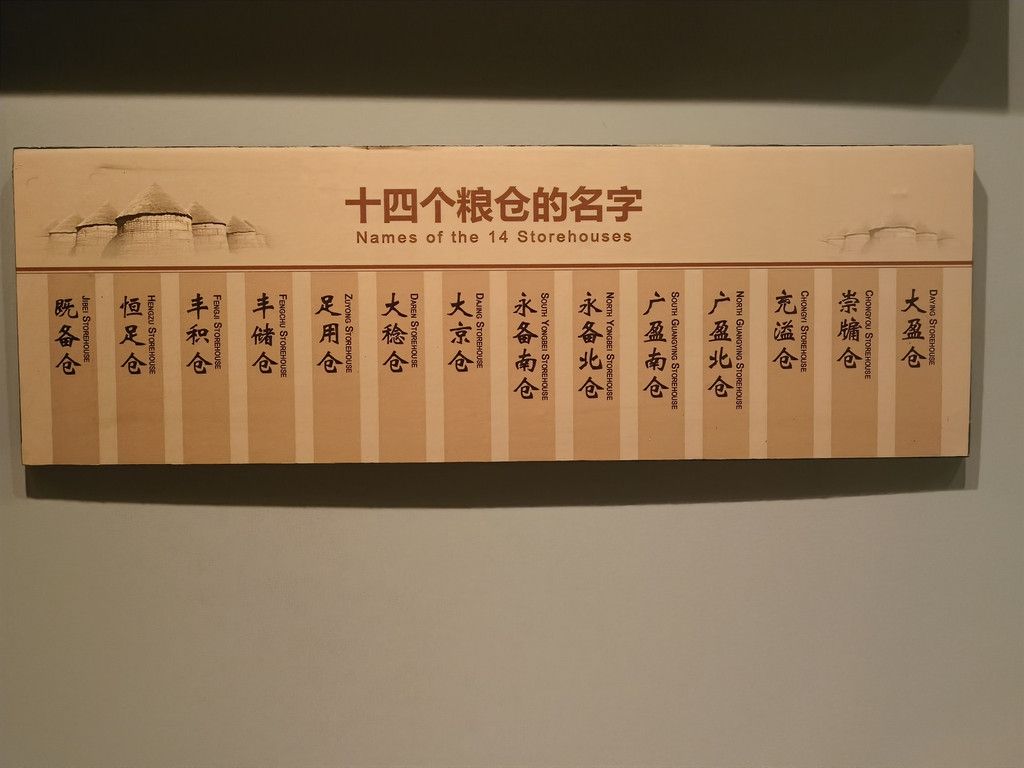 十四个粮仓的名字
Names of the 14 Storehouses
既备仓
JIBEI STOREHOUSE
恒足仓
HENGZU STOREHOUSE
丰积仓
FENGJI STOREHOUSE
丰储仓
FENGCHU STOREHOUSE
足用仓
ZUYONG STOREHOUSE
大稔仓
DAREN STOREHOUSE
大京仓
DAJING STOREHOUSE
永备南仓
SOUTH YONGBEI STOREHOUSE
永备北仓
NORTH YONGBEI STOREHOUSE
广盈南仓
SOUTH GUANGYING STOREHOUSE
广盈北仓
NORTH GUANGYING STOREHOUSE
充溢仓
CHONGYI STOREHOUSE
崇墉仓
CHONGYOU STOREHOUSE
大盈仓
DAYING STOREHOUSE